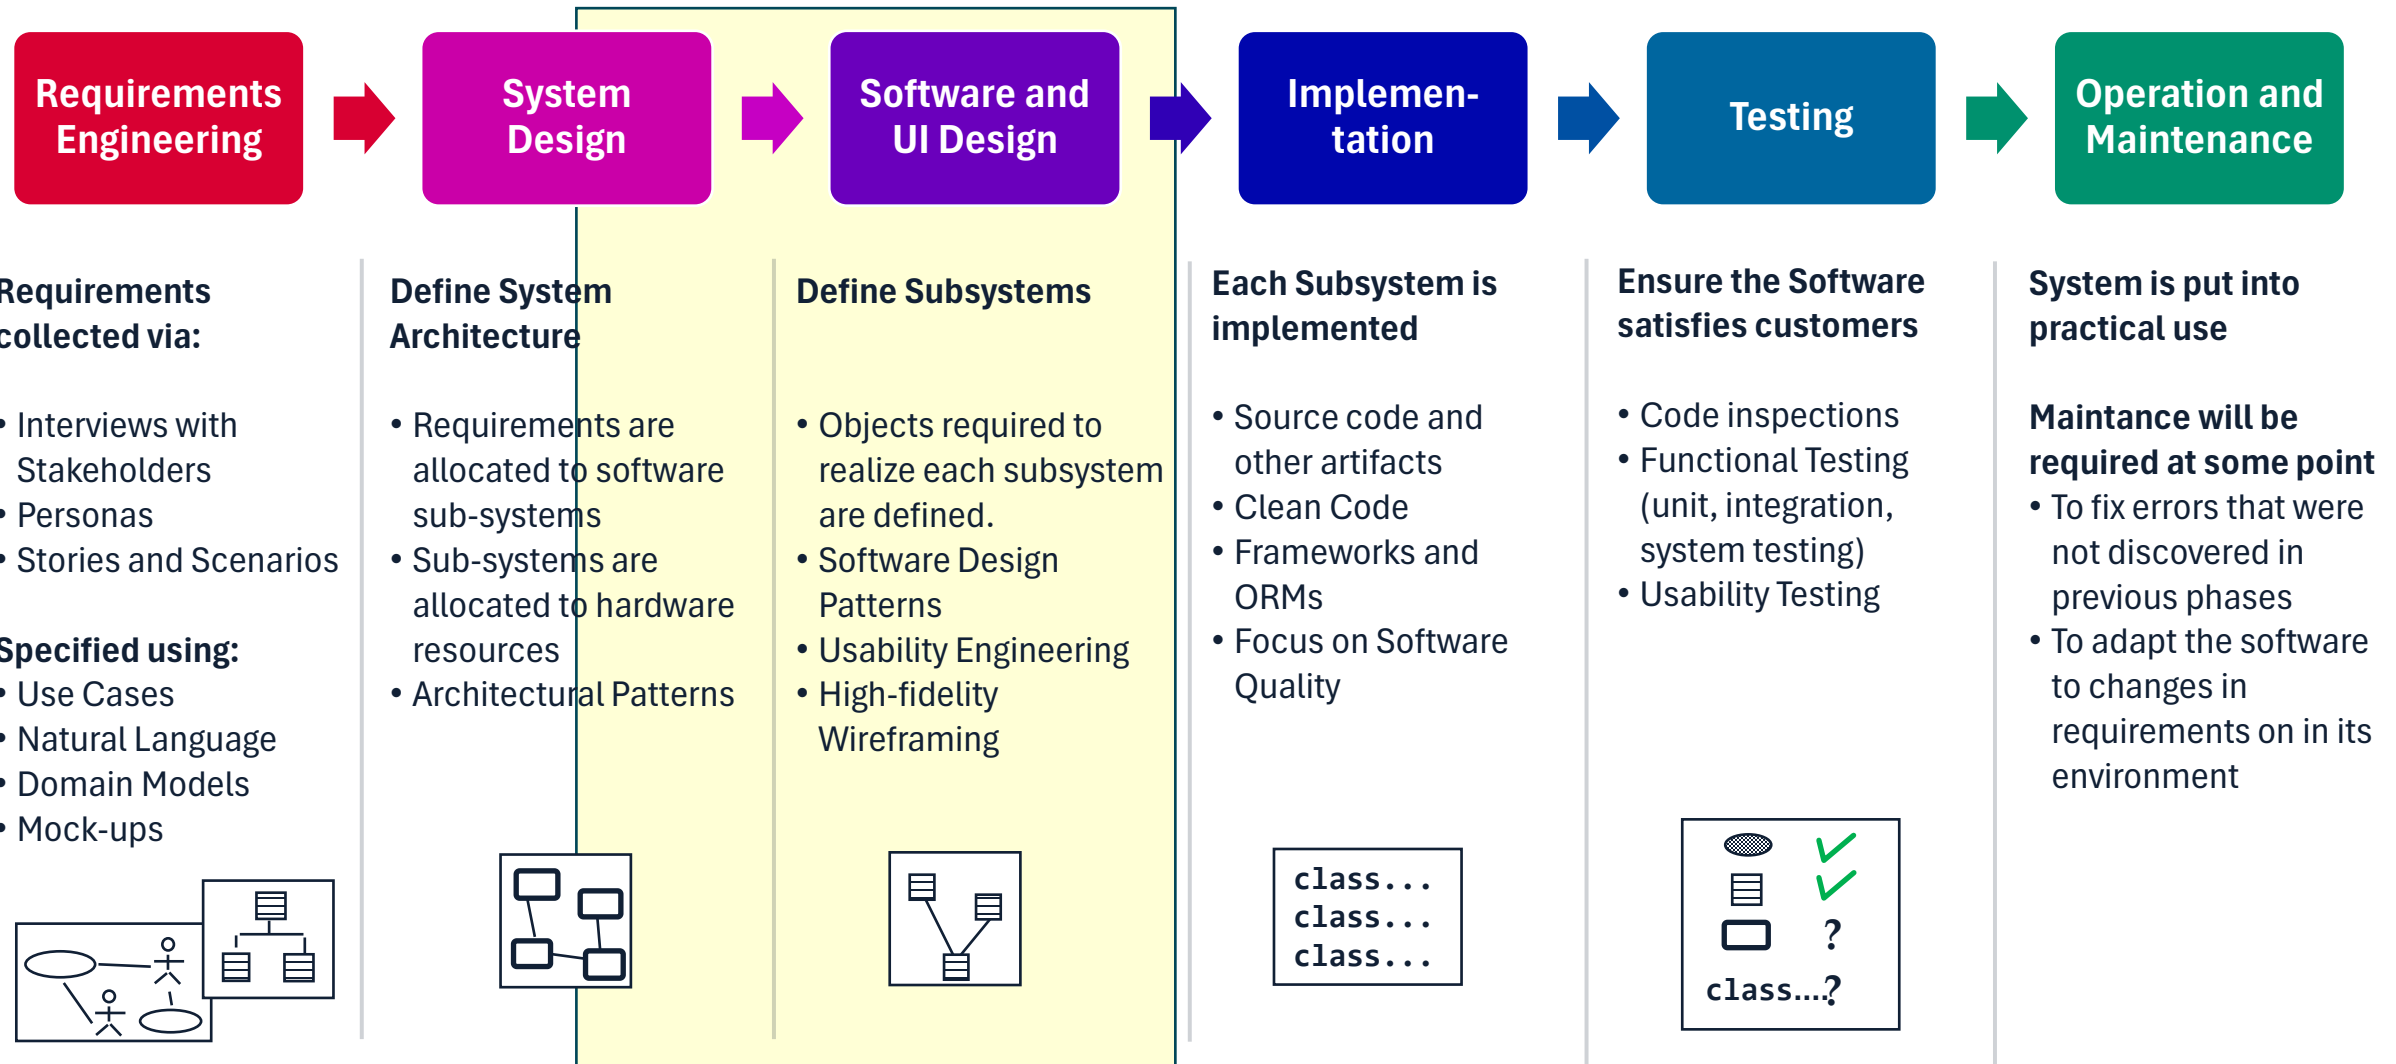 Requirements
Engineering
System
Design
Software and
UI Design
Implemen-
tation
Testing
Operation and
Maintenance
Requirements
collected via:
• Interviews with
Stakeholders
• Personas
• Stories and Scenarios
Specified using:
• Use Cases
• Natural Language
• Domain Models
• Mock-ups
Define System
Architecture
• Requirements are
allocated to software
sub-systems
• Sub-systems are
allocated to hardware
resources
• Architectural Patterns
Define Subsystems
• Objects required to
realize each subsystem
are defined.
• Software Design
Patterns
• Usability Engineering
• High-fidelity
Wireframing
Each Subsystem is
implemented
• Source code and
other artifacts
• Clean Code
• Frameworks and
ORMs
• Focus on Software
Quality
class...
class...
class...
Ensure the Software
satisfies customers
• Code inspections
• Functional Testing
(unit, integration,
system testing)
• Usability Testing
?
class....?
System is put into
practical use
Maintance will be
required at some point
• To fix errors that were
not discovered in
previous phases
• To adapt the software
to changes in
requirements on in its
environment